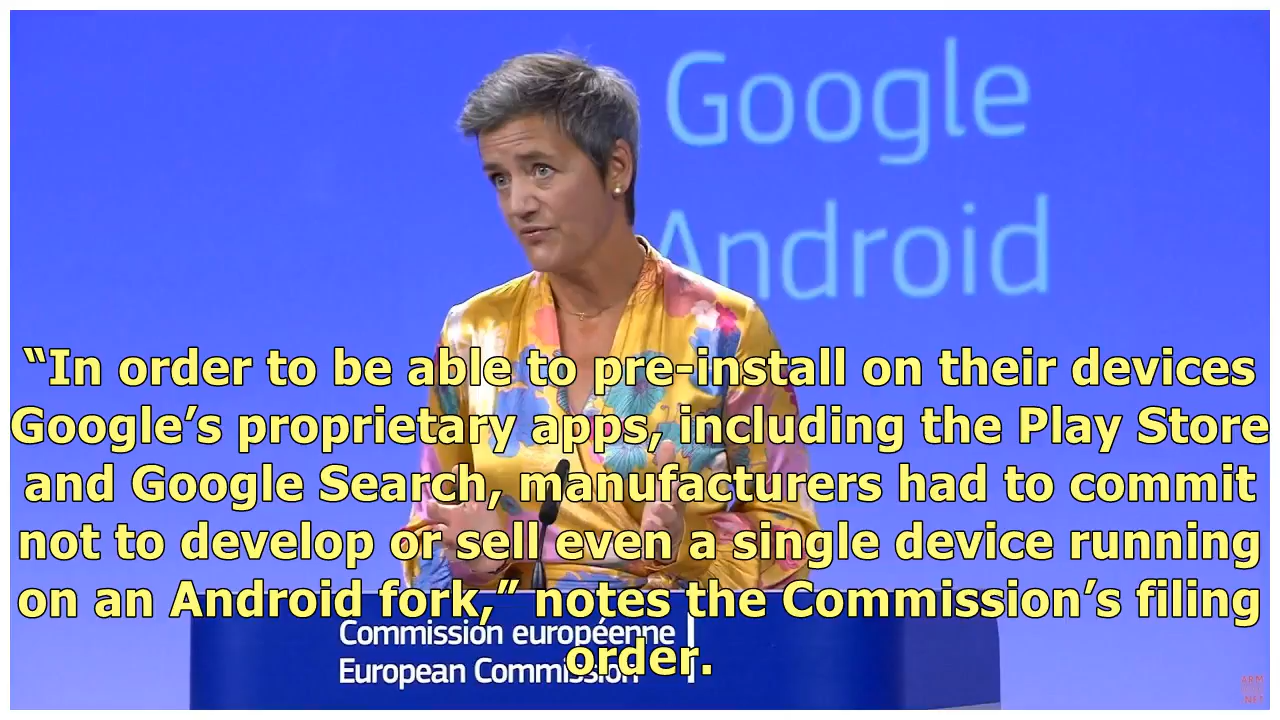 Google
Android
“In order to be able to pre-install on their devices
Google’s proprietary apps, including the Play Store
and Google Search, manufacturers had to commit
not to develop or sell even a single device running
on an Android fork,” notes the Commission’s filing
order.
Commission européenne
European Commission
ARM
.NET